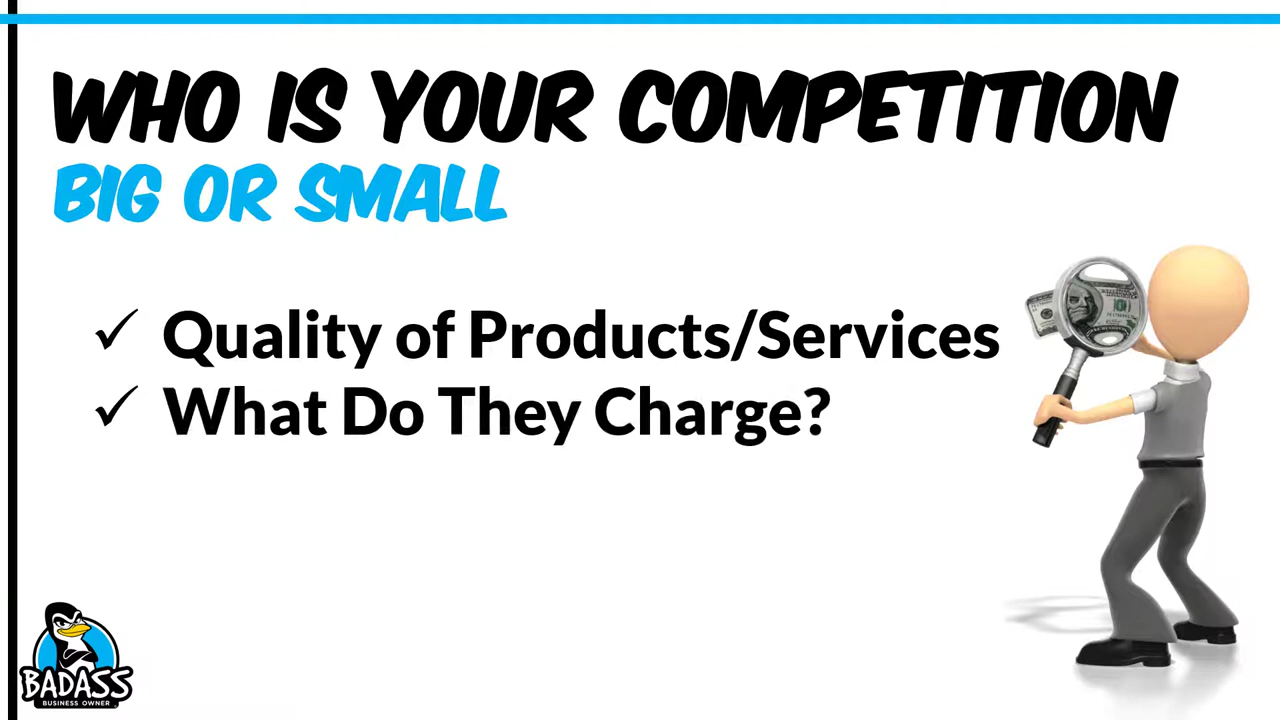 WHO IS YOUR COMPETITION
BIG OR SMALL
✓ Quality of Products/Services
✓ What Do They Charge?
BADASS
BUSINESS OWNER